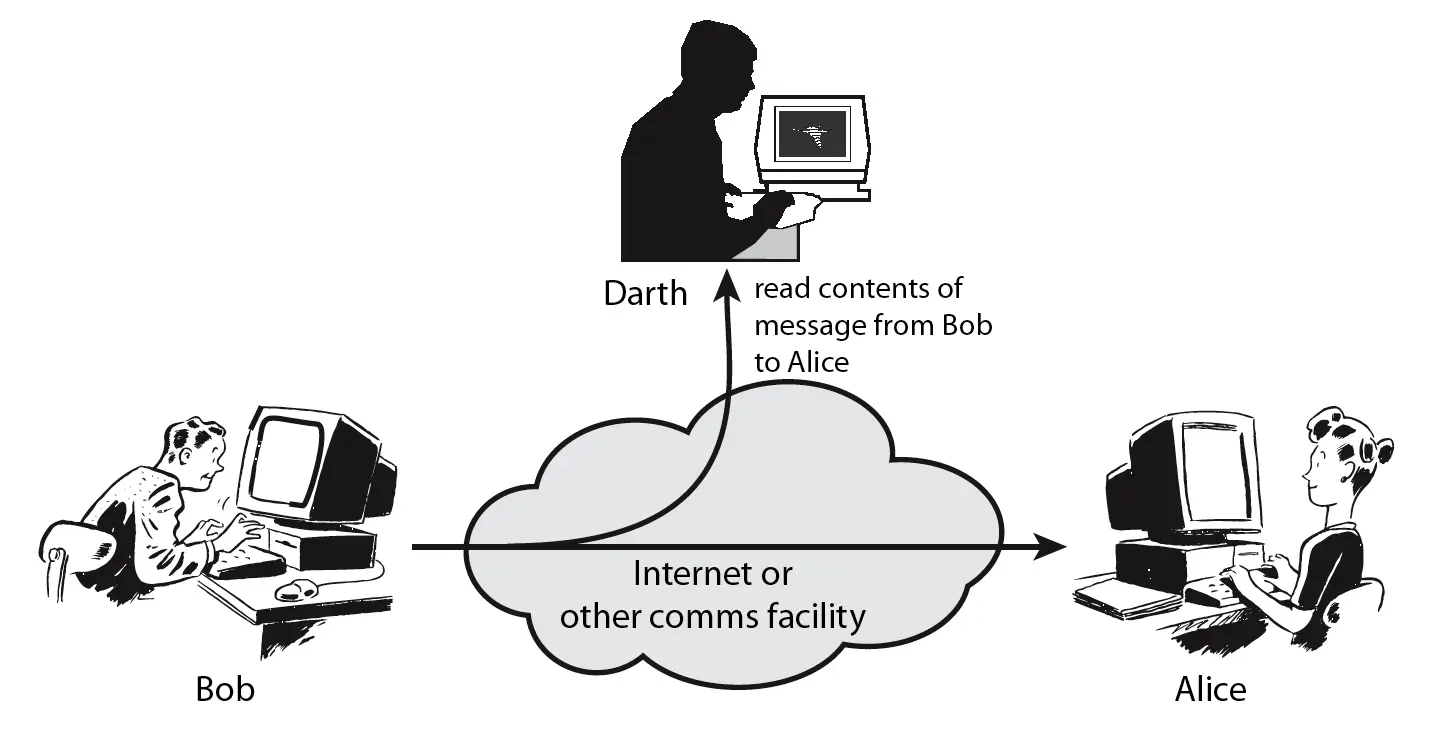 Darth
read contents of
message from Bob
to Alice
Internet or
other comms facility
Bob
Alice